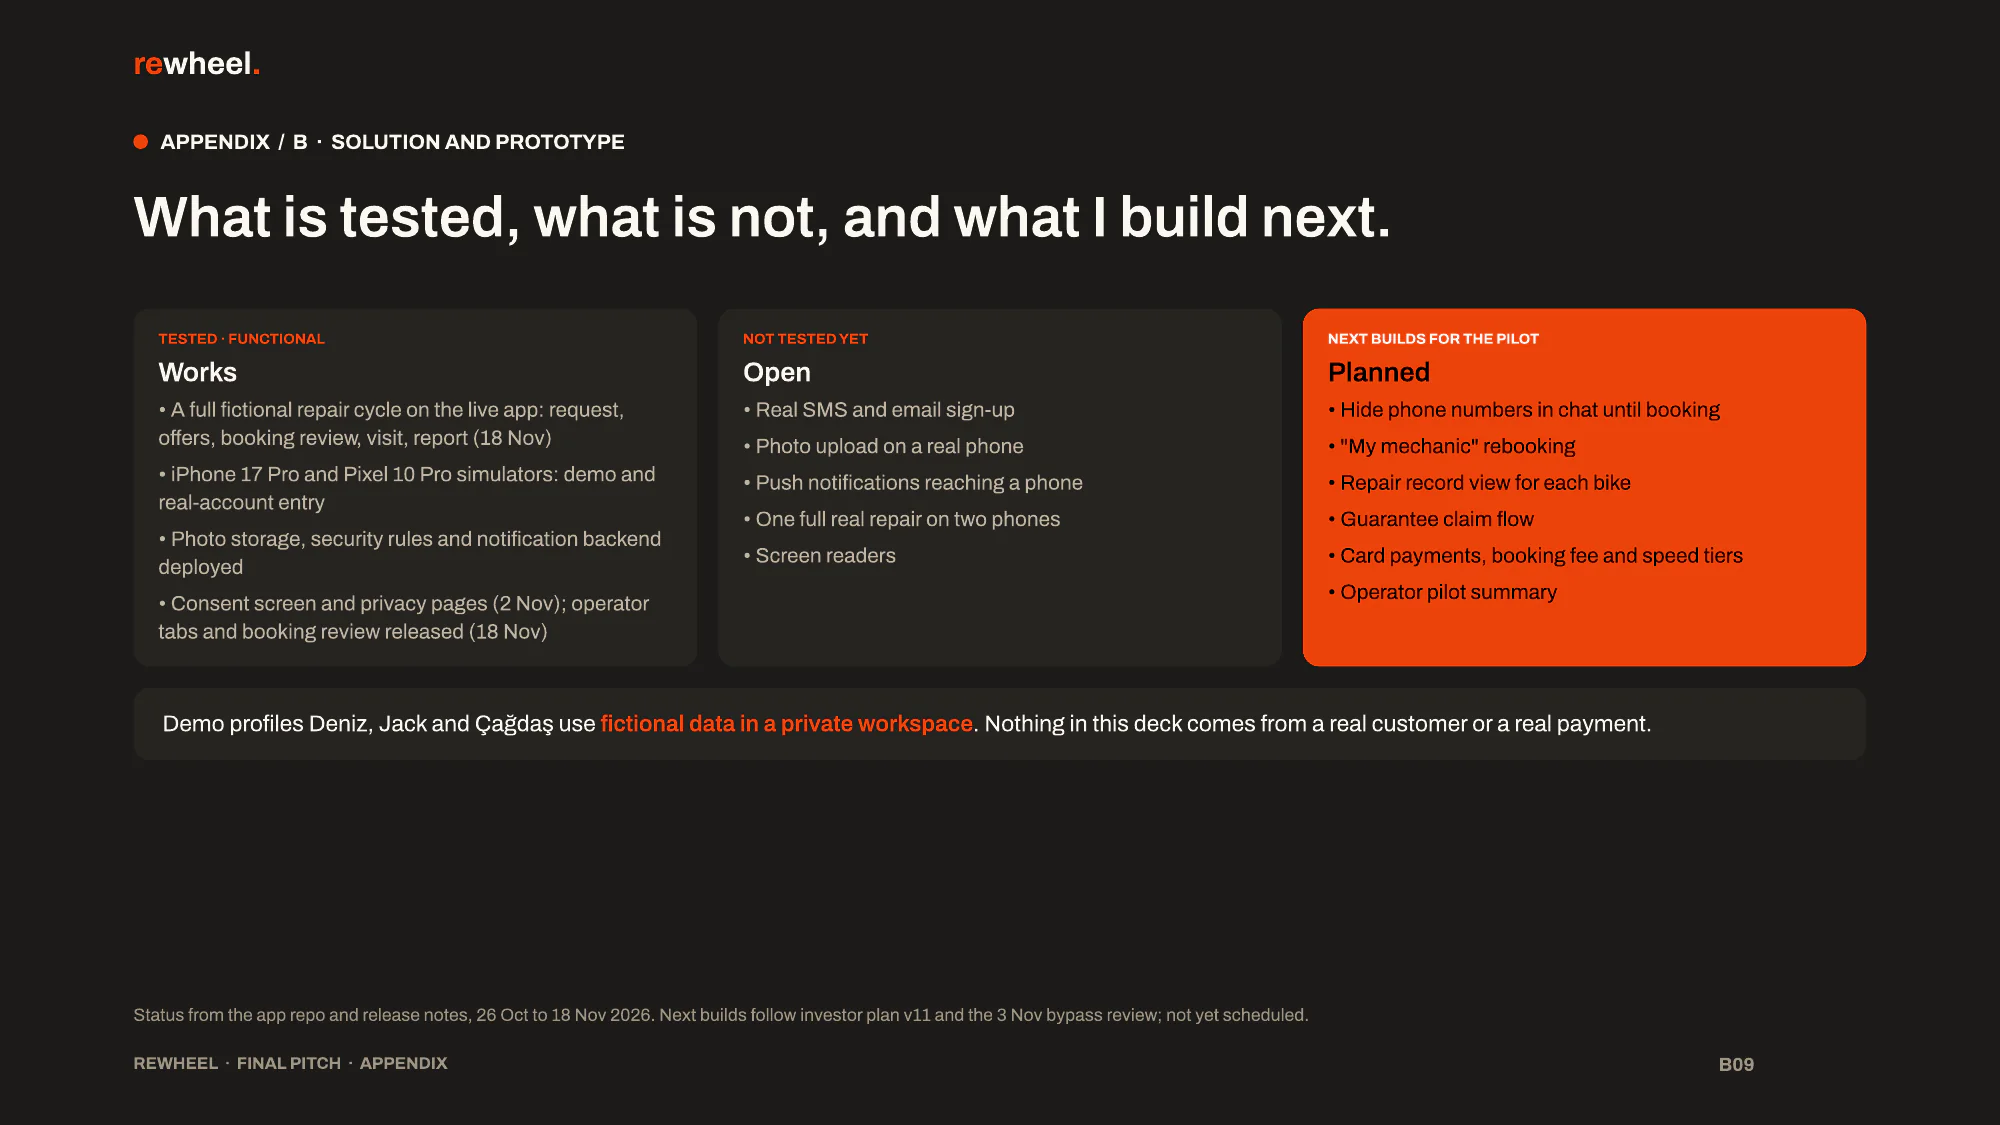 rewheel.
APPENDIX / B · SOLUTION AND PROTOTYPE
What is tested, what is not, and what I build next.
TESTED · FUNCTIONAL
Works
• A full fictional repair cycle on the live app: request,
offers, booking review, visit, report (18 Nov)
• iPhone 17 Pro and Pixel 10 Pro simulators: demo and
real-account entry
• Photo storage, security rules and notification backend
deployed
• Consent screen and privacy pages (2 Nov); operator
tabs and booking review released (18 Nov)
NOT TESTED YET
Open
• Real SMS and email sign-up
• Photo upload on a real phone
• Push notifications reaching a phone
• One full real repair on two phones
• Screen readers
NEXT BUILDS FOR THE PILOT
Planned
• Hide phone numbers in chat until booking
• "My mechanic" rebooking
• Repair record view for each bike
• Guarantee claim flow
• Card payments, booking fee and speed tiers
• Operator pilot summary
Demo profiles Deniz, Jack and Çağdaş use fictional data in a private workspace. Nothing in this deck comes from a real customer or a real payment.
Status from the app repo and release notes, 26 Oct to 18 Nov 2026. Next builds follow investor plan v11 and the 3 Nov bypass review; not yet scheduled.
REWHEEL · FINAL PITCH · APPENDIX
B09